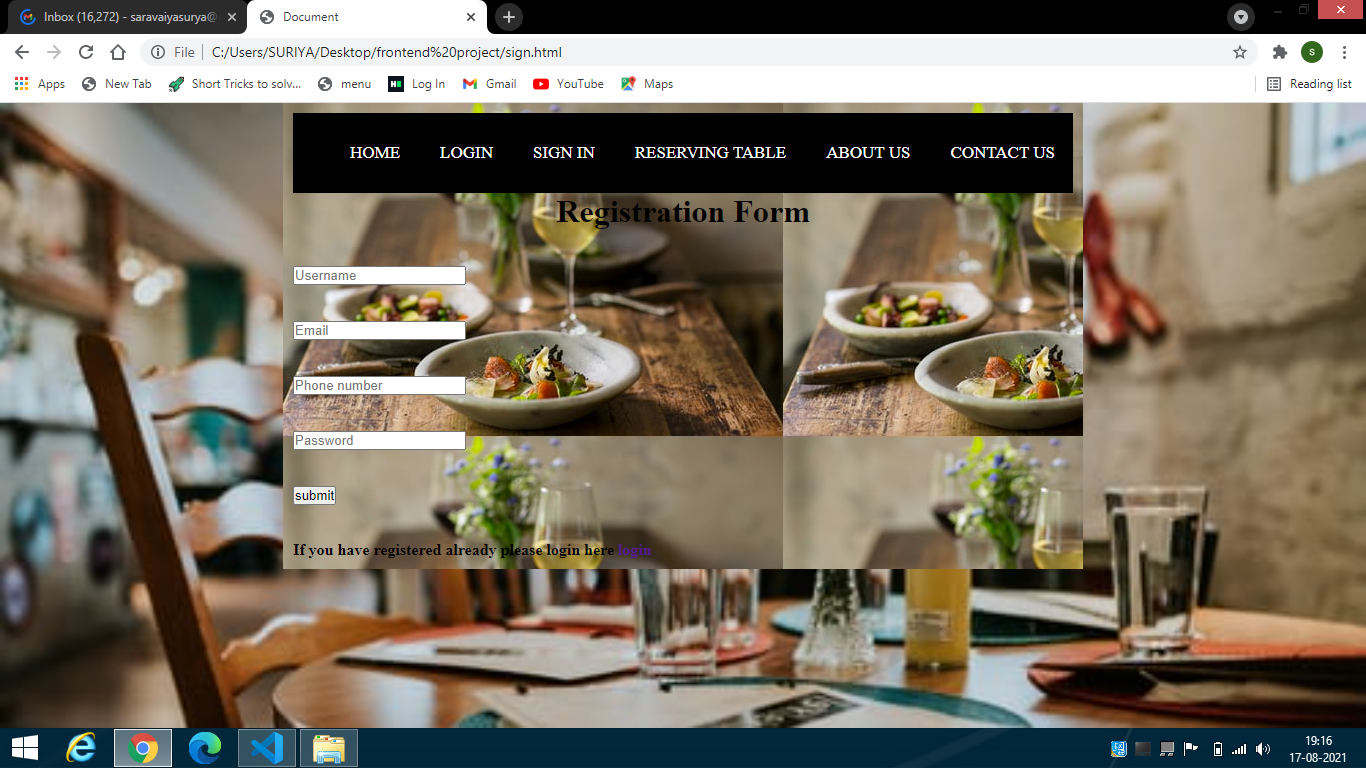 Inbox (16,272) - saravaiyasurya@
Document
File
C:/Users/SURIYA/Desktop/frontend%20project/sign.html
S
Apps
New Tab
Short Tricks to solv...
menu
Log In
Gmail
YouTube
Maps
Reading list
HOME LOGIN SIGN IN RESERVING TABLE ABOUT US CONTACT US
Registration Form
Username
Email
Phone number
Password
submit
If you have registered already please login here login
19:16
17-08-2021